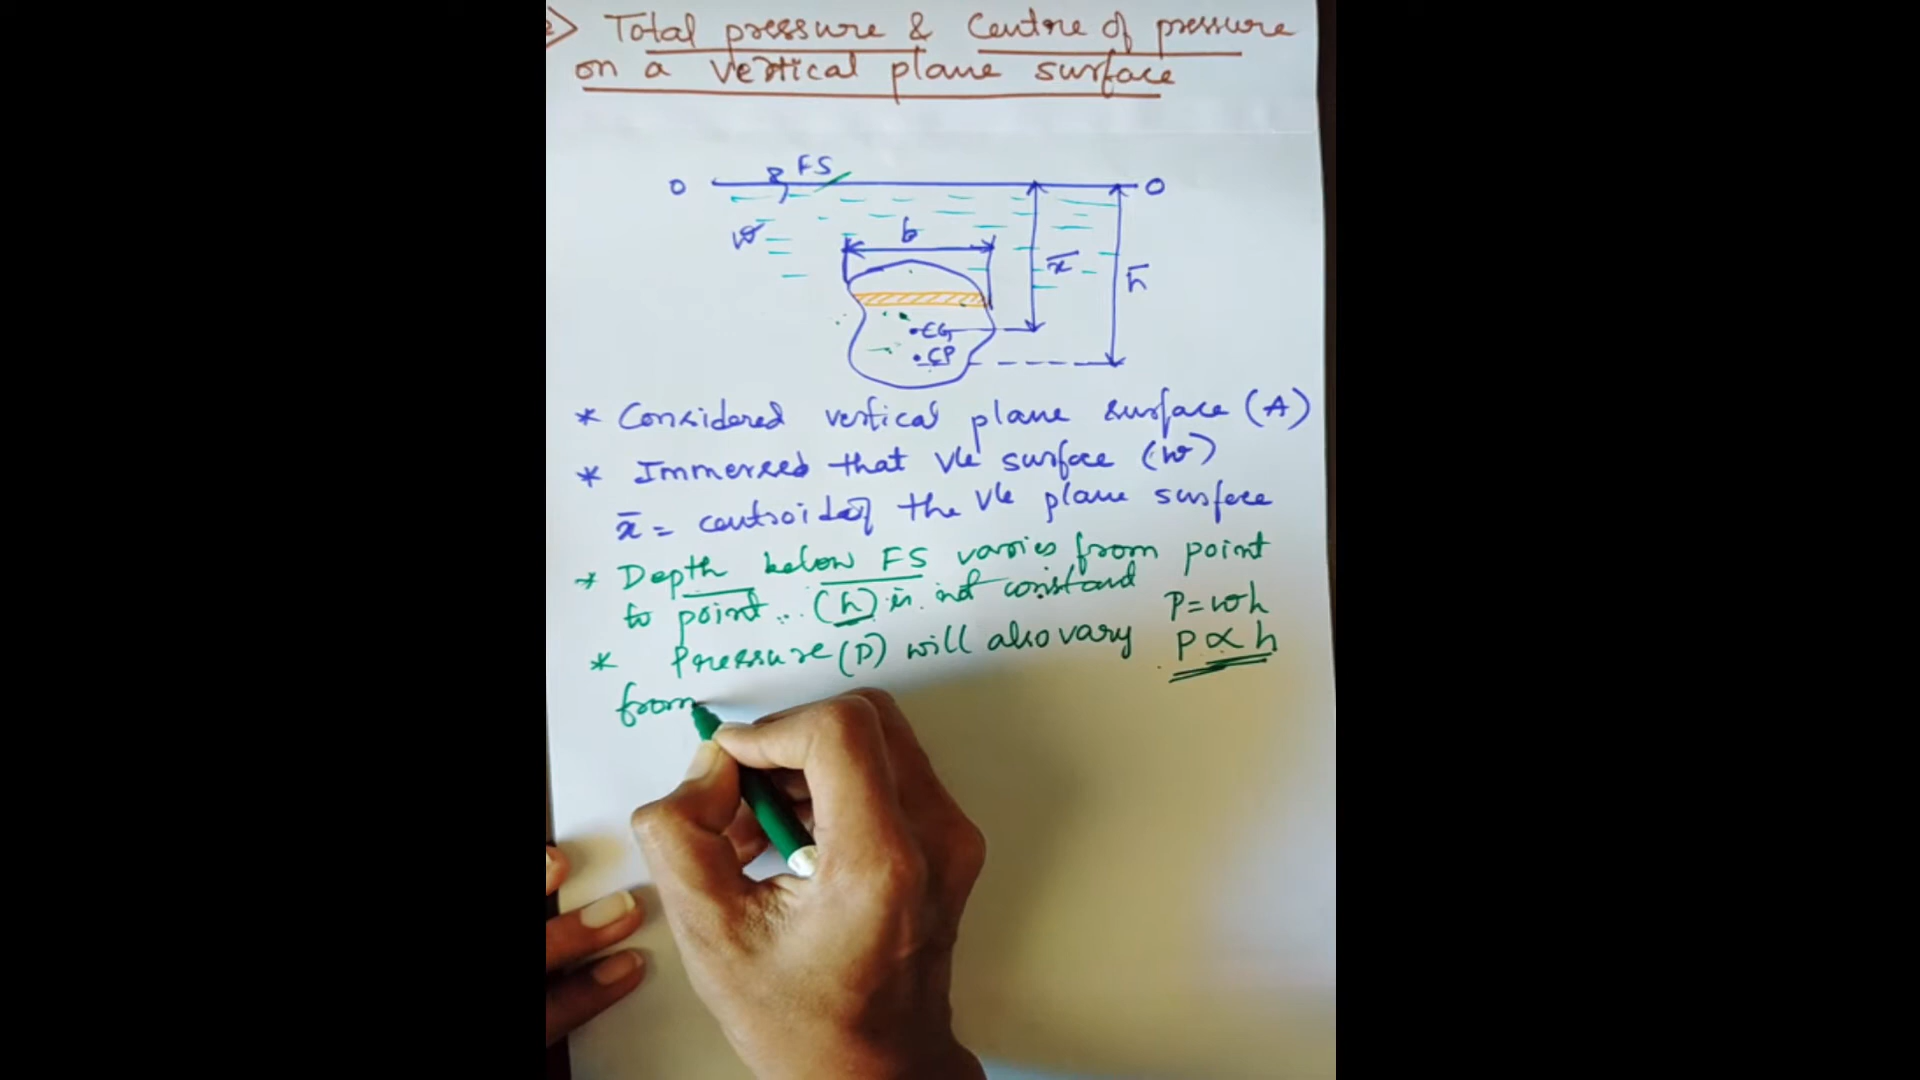 2> Total pressure & Centre of pressure
on a vertical plane surface
FS
O O
w
b
x̄
h̄
CG
CP
* Considered vertical plane surface (A)
* Immersed that Vle surface (w)
x̄ = centroid of the Vle plane surface
* Depth below FS varies from point
to point.. (h) is not constant
P=wh
* Pressure (P) will also vary P∝h
from